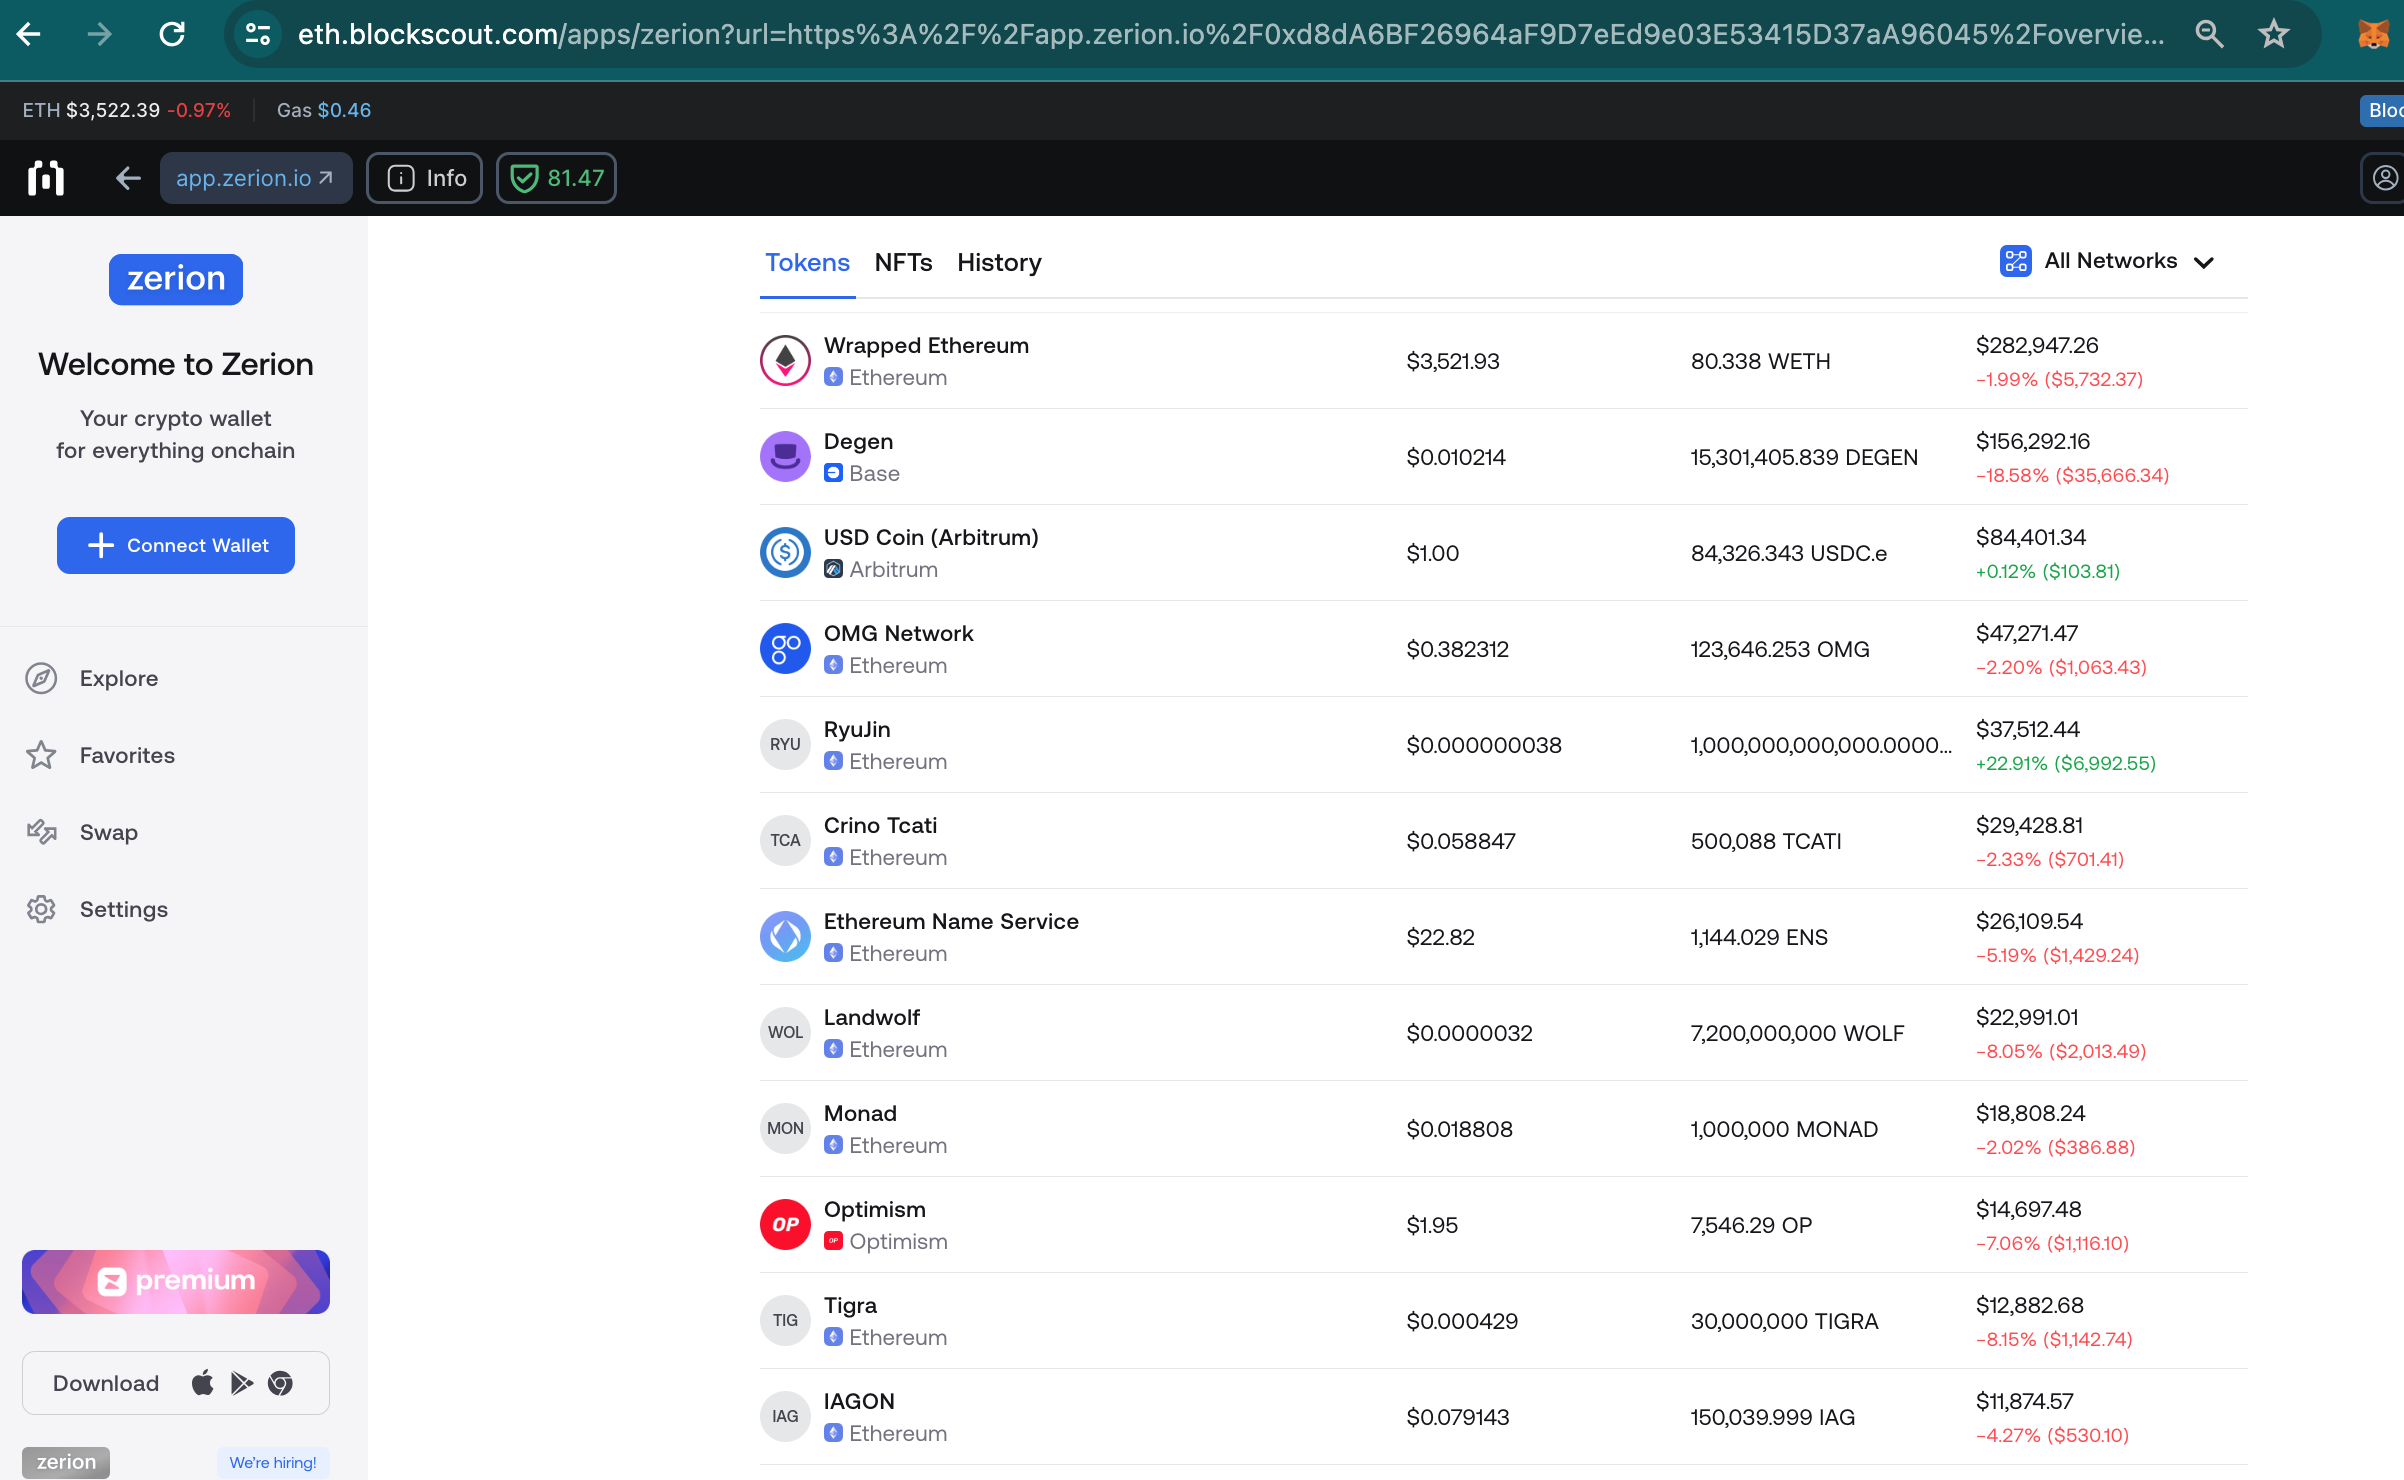 eth.blockscout.com/apps/zerion?url=https%3A%2F%2Fapp.zerion.io%2F0xd8dA6BF26964aF9D7eEd9e03E53415D37aA96045%2Fovervie...
ETH $3,522.39 -0.97% Gas $0.46
Bloc
app.zerion.io Info 81.47
zerion
Welcome to Zerion
Your crypto wallet
for everything onchain
Connect Wallet
Explore
Favorites
Swap
Settings
premium
Download
zerion We're hiring!
Tokens NFTs History All Networks
Wrapped Ethereum
Ethereum
$3,521.93
80.338 WETH
$282,947.26
-1.99% ($5,732.37)
Degen
Base
$0.010214
15,301,405.839 DEGEN
$156,292.16
-18.58% ($35,666.34)
USD Coin (Arbitrum)
Arbitrum
$1.00
84,326.343 USDC.e
$84,401.34
+0.12% ($103.81)
OMG Network
Ethereum
$0.382312
123,646.253 OMG
$47,271.47
-2.20% ($1,063.43)
RYU
RyuJin
Ethereum
$0.000000038
1,000,000,000,000.0000...
$37,512.44
+22.91% ($6,992.55)
TCA
Crino Tcati
Ethereum
$0.058847
500,088 TCATI
$29,428.81
-2.33% ($701.41)
Ethereum Name Service
Ethereum
$22.82
1,144.029 ENS
$26,109.54
-5.19% ($1,429.24)
WOL
Landwolf
Ethereum
$0.0000032
7,200,000,000 WOLF
$22,991.01
-8.05% ($2,013.49)
MON
Monad
Ethereum
$0.018808
1,000,000 MONAD
$18,808.24
-2.02% ($386.88)
OP
Optimism
OP Optimism
$1.95
7,546.29 OP
$14,697.48
-7.06% ($1,116.10)
TIG
Tigra
Ethereum
$0.000429
30,000,000 TIGRA
$12,882.68
-8.15% ($1,142.74)
IAG
IAGON
Ethereum
$0.079143
150,039.999 IAG
$11,874.57
-4.27% ($530.10)